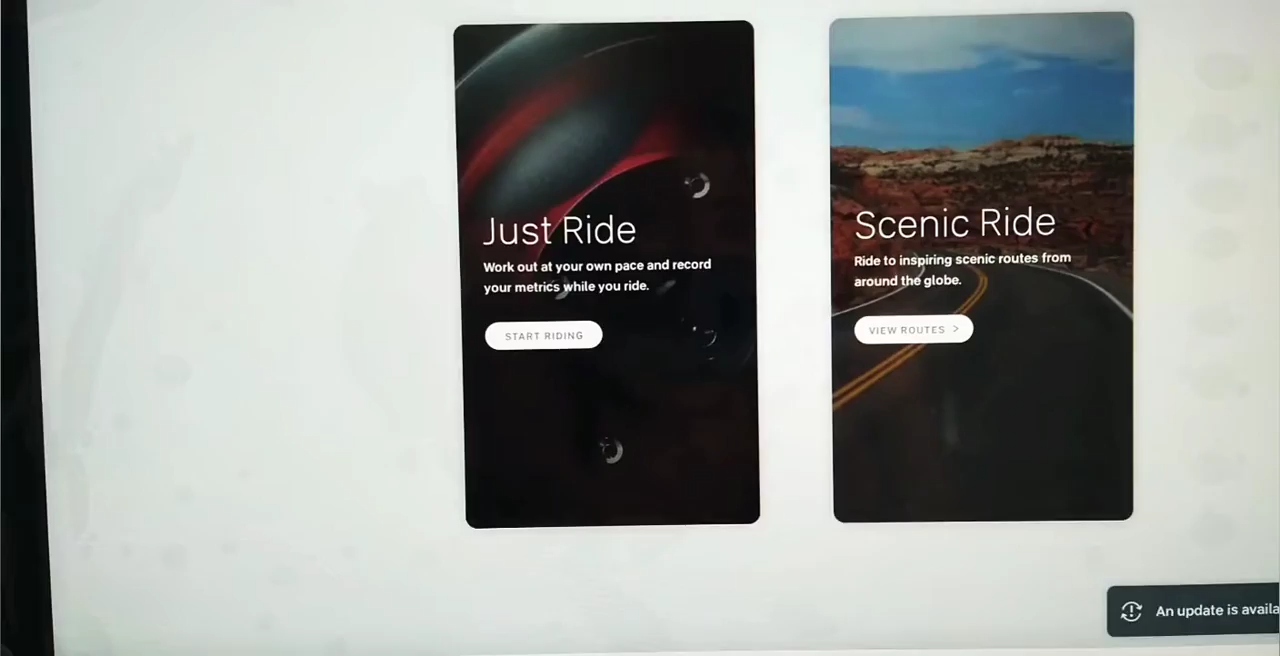 Just Ride
Work out at your own pace and record
your metrics while you ride.
START RIDING
Scenic Ride
Ride to inspiring scenic routes from
around the globe.
VIEW ROUTES >
An update is